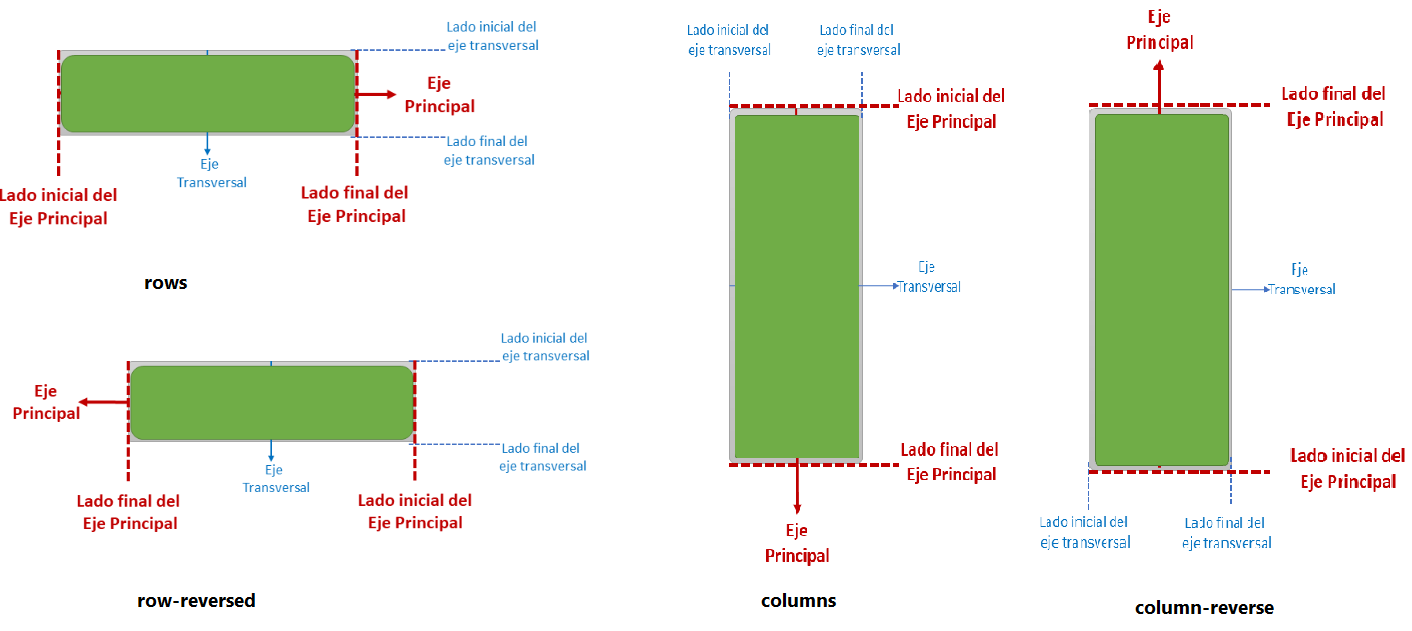 Lado inicial del
eje transversal
Eje
Principal
Lado final del
eje transversal
Eje
Transversal
Lado inicial del
Eje Principal
Lado final del
Eje Principal
rows
Lado inicial del
eje transversal
Eje
Principal
Lado final del
eje transversal
Eje
Transversal
Lado final del
Eje Principal
Lado inicial del
Eje Principal
row-reversed
Lado inicial del
eje transversal
Lado final del
eje transversal
Lado inicial del
Eje Principal
Eje
Transversal
Lado final del
Eje Principal
Eje
Principal
columns
Eje
Principal
Lado final del
Eje Principal
Eje
Transversal
Lado inicial del
Eje Principal
Lado inicial del
eje transversal
Lado final del
eje transversal
column-reverse